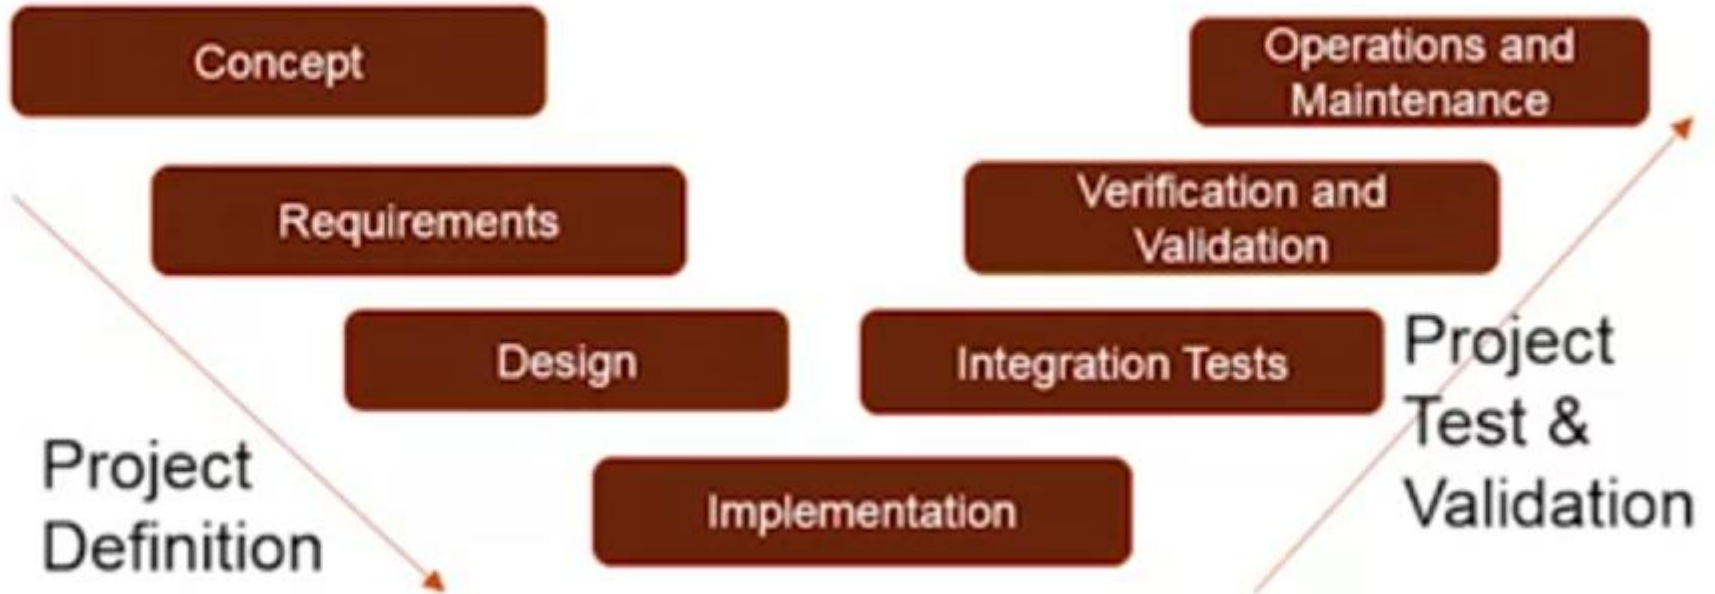 Concept
Requirements
Design
Implementation
Integration Tests
Verification and
Validation
Operations and
Maintenance
Project
Definition
Project
Test &
Validation